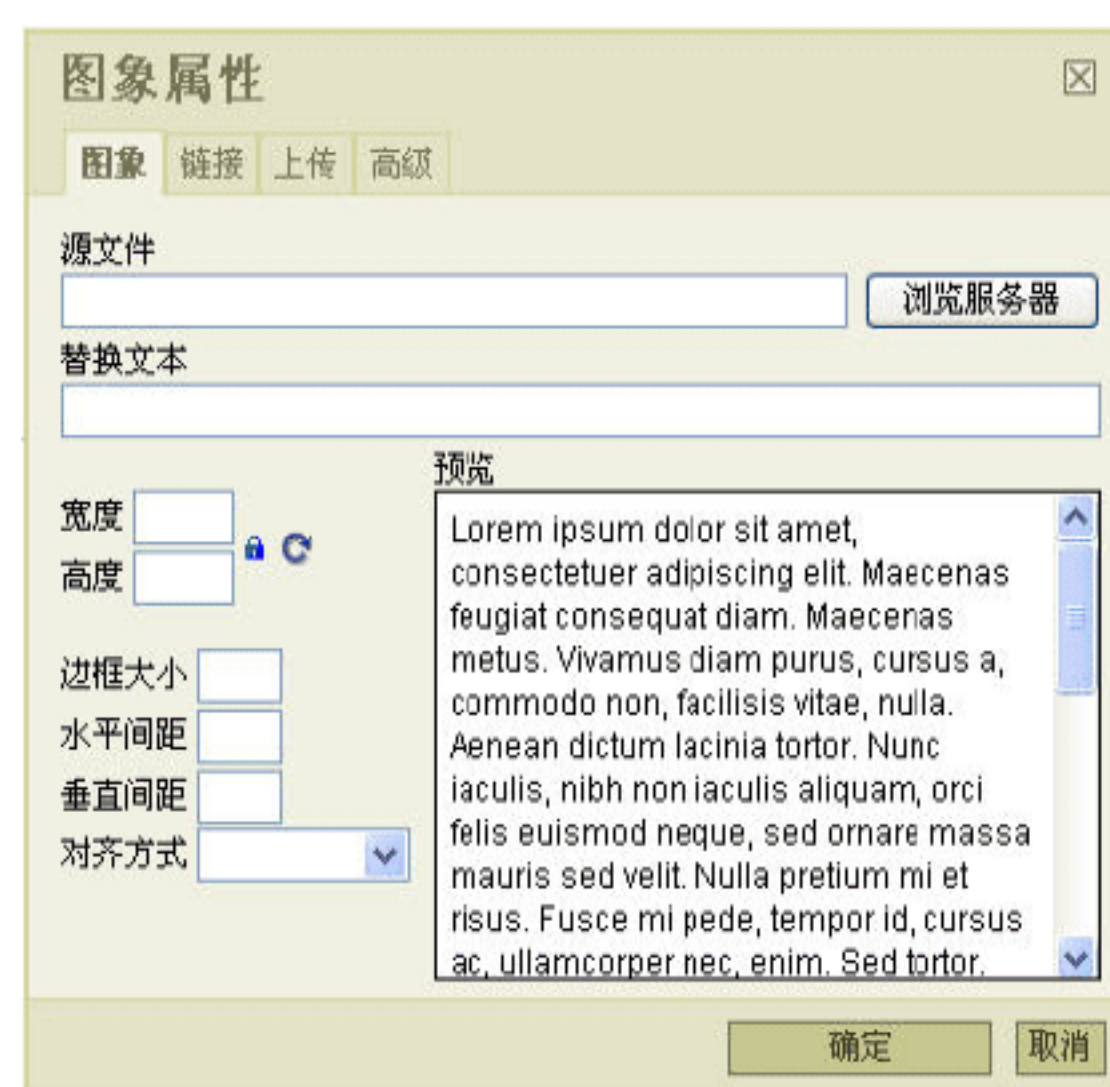 图象属性
图象 链接 上传 高级
源文件
浏览服务器
替换文本
预览
宽度
高度
边框大小
水平间距
垂直间距
对齐方式
Lorem ipsum dolor sit amet,
consectetuer adipiscing elit. Maecenas
feugiat consequat diam. Maecenas
metus. Vivamus diam purus, cursus a,
commodo non, facilisis vitae, nulla.
Aenean dictum lacinia tortor. Nunc
iaculis, nibh non iaculis aliquam, orci
felis euismod neque, sed ornare massa
mauris sed velit. Nulla pretium mi et
risus. Fusce mi pede, tempor id, cursus
ac, ullamcorper nec, enim. Sed tortor.
确定 取消